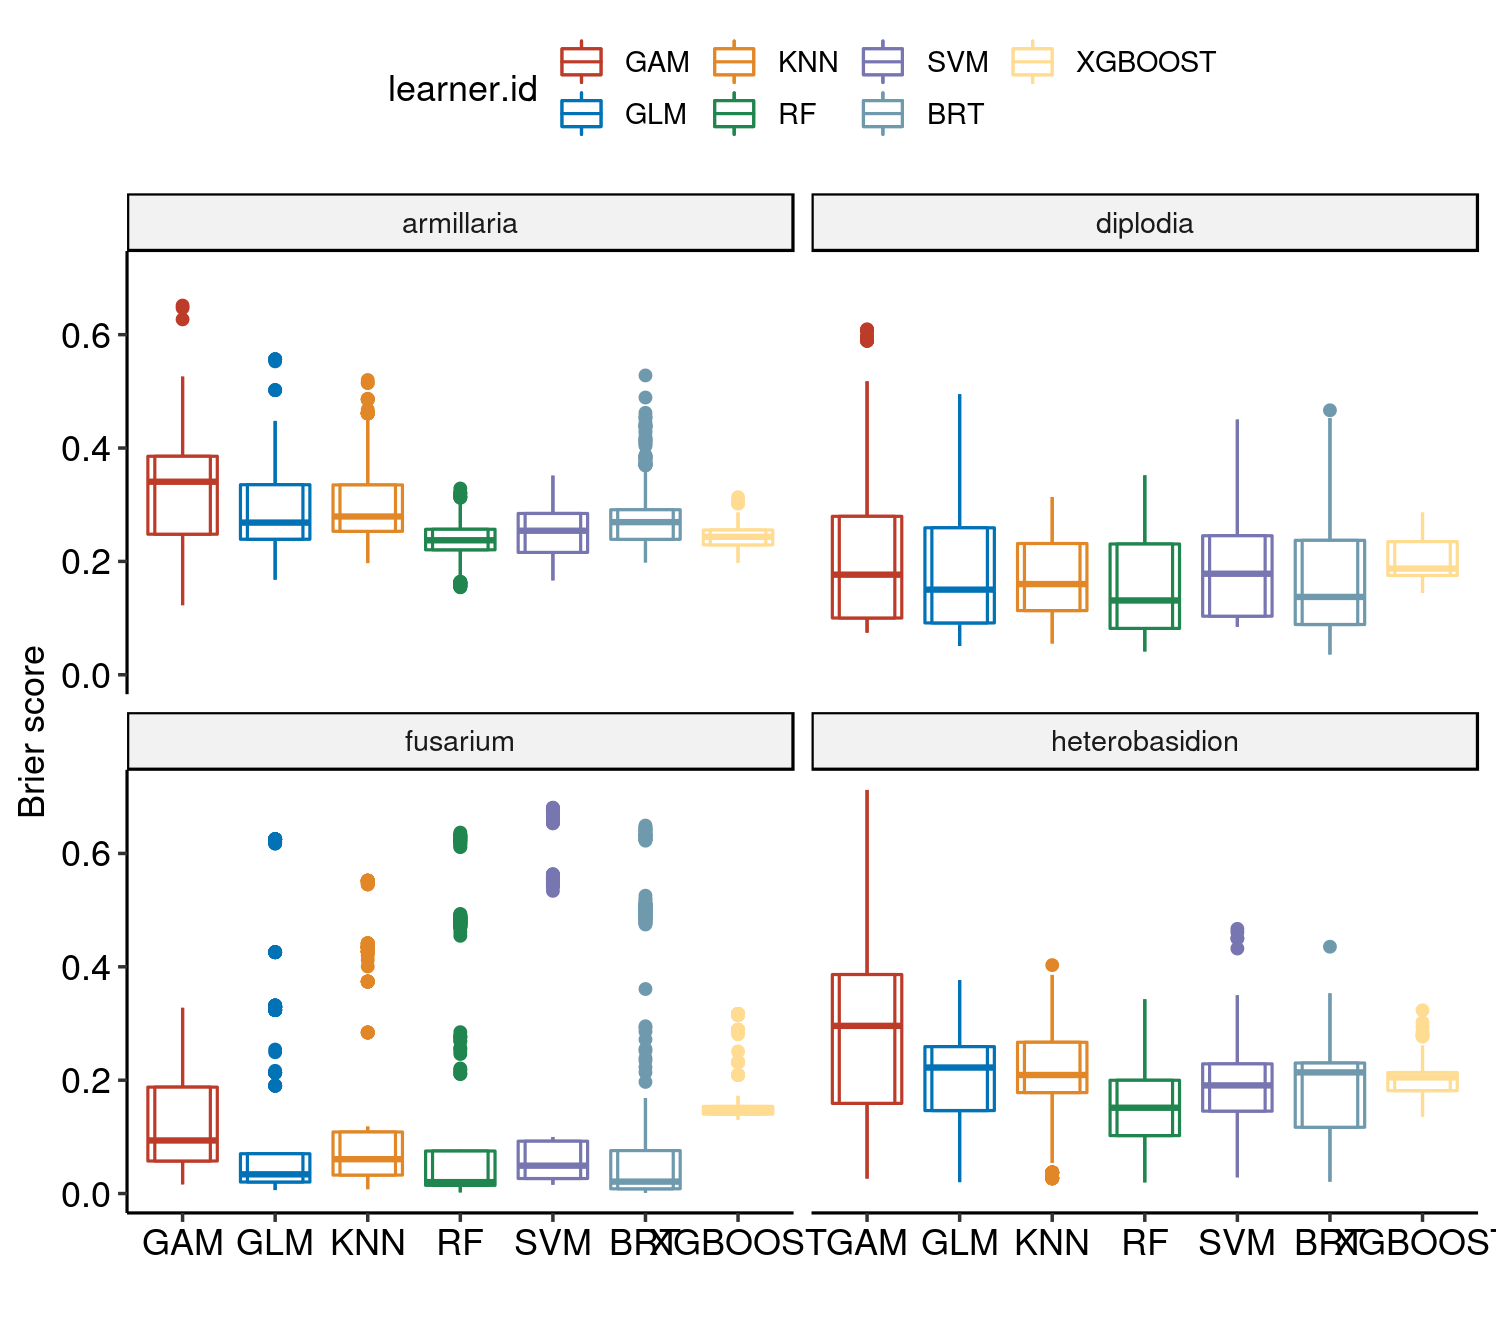 learner.id
GAM KNN SVM XGBOOST
GLM RF BRT
armillaria diplodia
0.6
0.4
0.2
0.0
Brier score
fusarium heterobasidion
0.6
0.4
0.2
0.0
GAM GLM KNN RF SVM BRT XGBOOST GAM GLM KNN RF SVM BRT XGBOOST